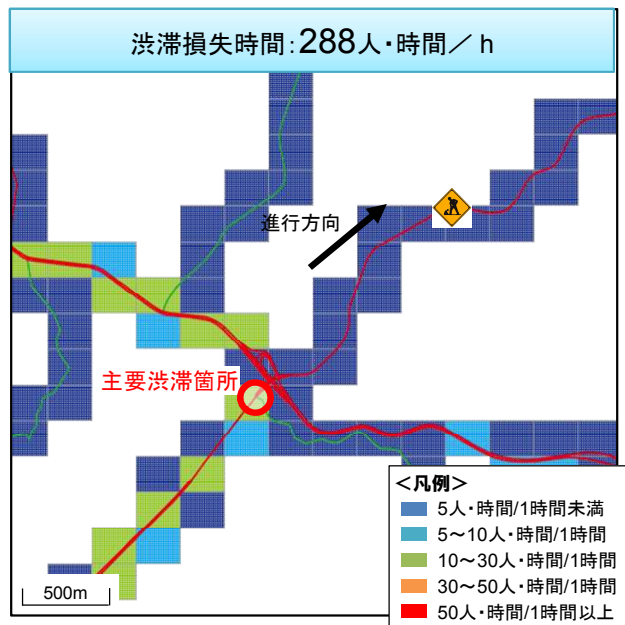 渋滞損失時間:288人・時間／h
進行方向
主要渋滞箇所
＜凡例＞
5人・時間/1時間未満
5～10人・時間/1時間
10～30人・時間/1時間
30～50人・時間/1時間
50人・時間/1時間以上
500m